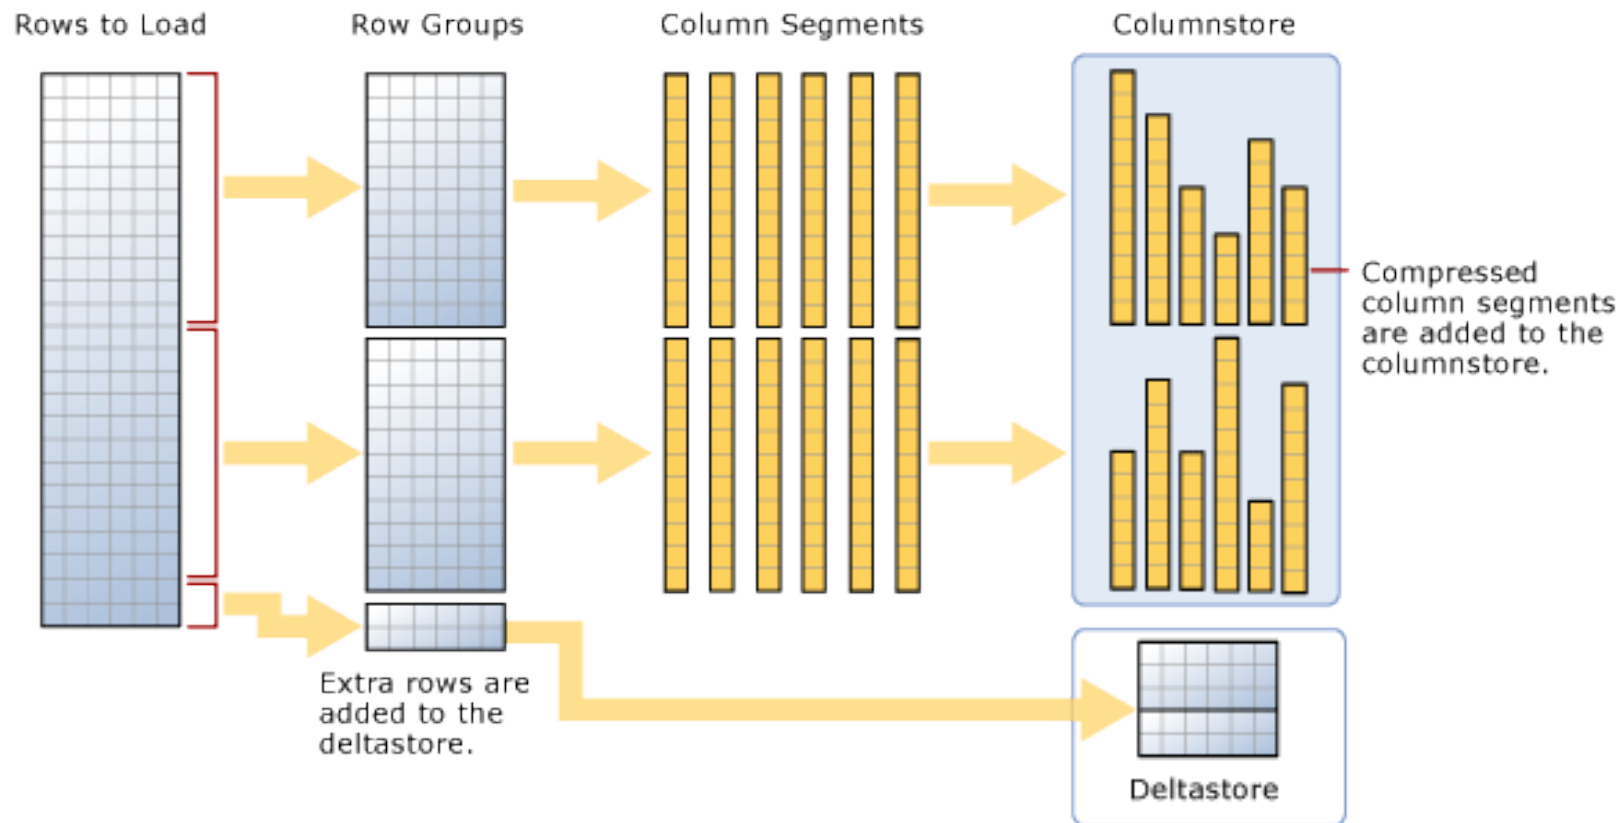 Rows to Load
Row Groups
Column Segments
Columnstore
Compressed
column segments
are added to the
columnstore.
Extra rows are
added to the
deltastore.
Deltastore